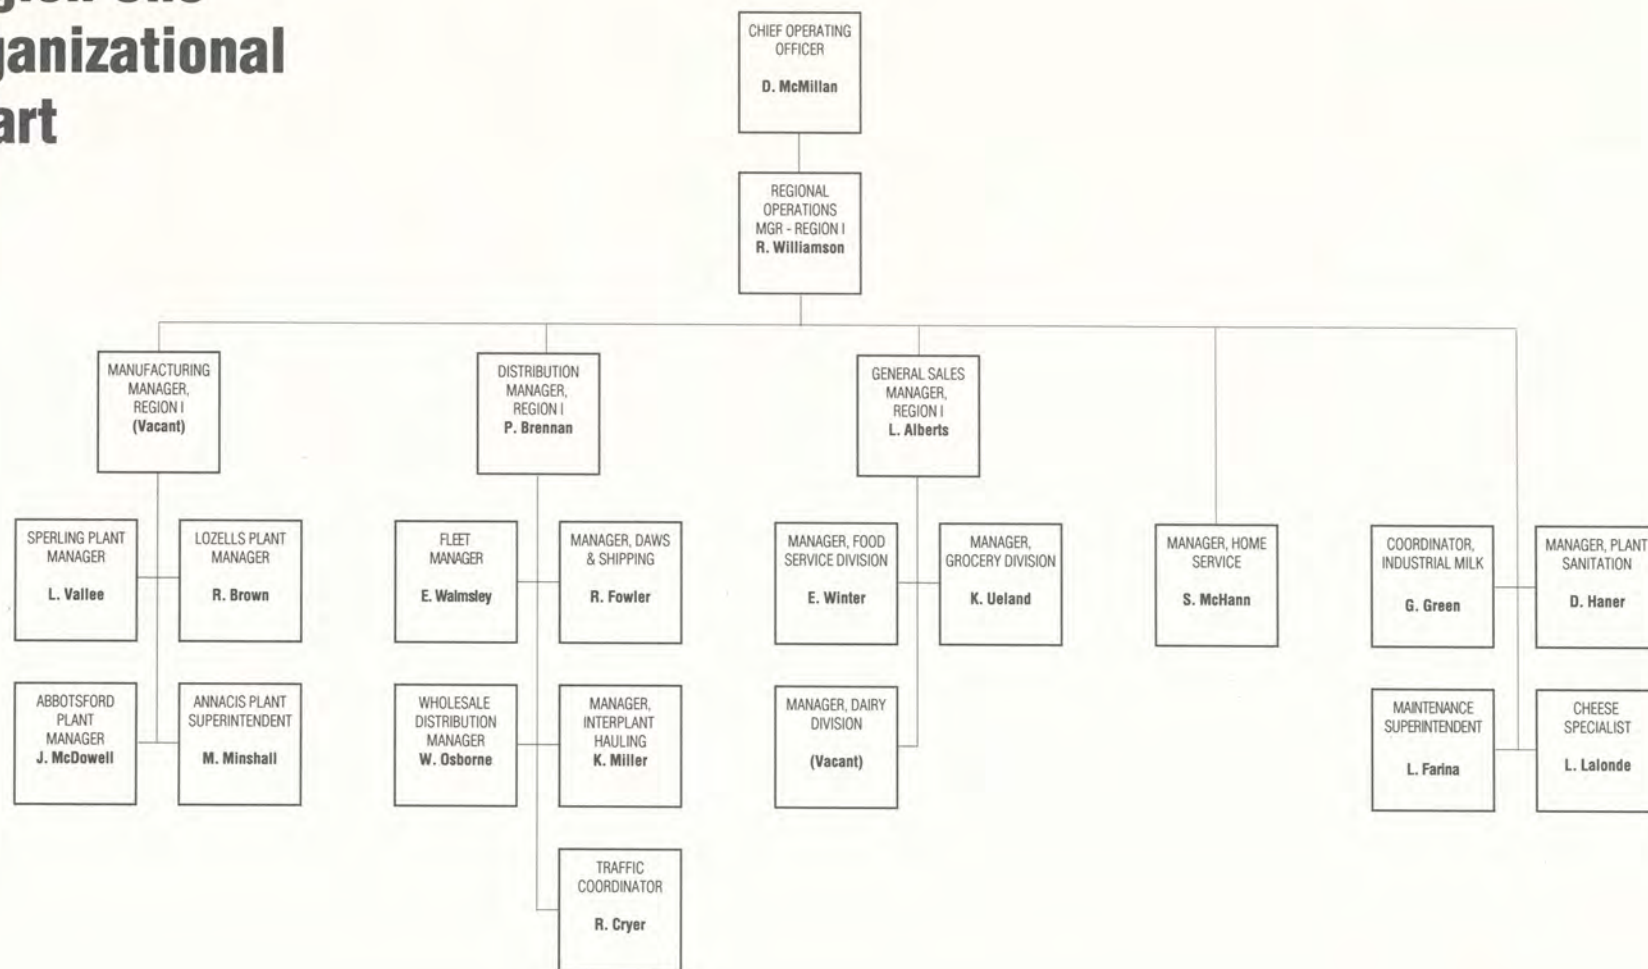 ganizational
art
CHIEF OPERATING
OFFICER
D. McMillan
REGIONAL
OPERATIONS
MGR - REGION I
R. Williamson
MANUFACTURING
MANAGER,
REGION I
(Vacant)
DISTRIBUTION
MANAGER,
REGION I
P. Brennan
GENERAL SALES
MANAGER,
REGION I
L. Alberts
SPERLING PLANT
MANAGER
L. Vallee
LOZELLS PLANT
MANAGER
R. Brown
FLEET
MANAGER
E. Walmsley
MANAGER, DAWS
& SHIPPING
R. Fowler
MANAGER, FOOD
SERVICE DIVISION
E. Winter
MANAGER,
GROCERY DIVISION
K. Ueland
MANAGER, HOME
SERVICE
S. McHann
COORDINATOR,
INDUSTRIAL MILK
G. Green
MANAGER, PLANT
SANITATION
D. Haner
ABBOTSFORD
PLANT
MANAGER
J. McDowell
ANNACIS PLANT
SUPERINTENDENT
M. Minshall
WHOLESALE
DISTRIBUTION
MANAGER
W. Osborne
MANAGER,
INTERPLANT
HAULING
K. Miller
MANAGER, DAIRY
DIVISION
(Vacant)
MAINTENANCE
SUPERINTENDENT
L. Farina
CHEESE
SPECIALIST
L. Lalonde
TRAFFIC
COORDINATOR
R. Cryer